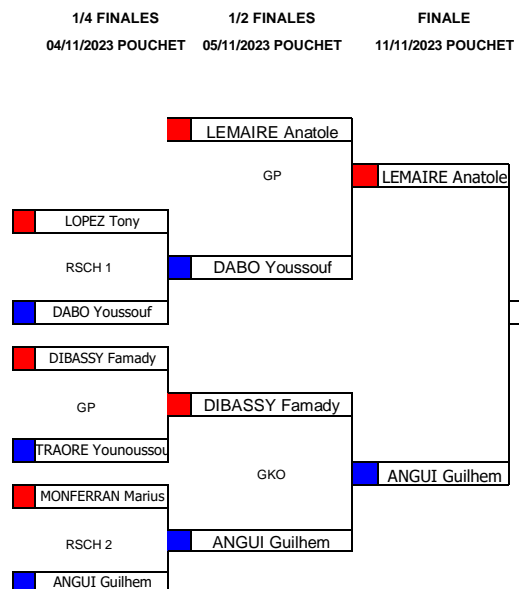 1/4 FINALES 1/2 FINALES FINALE
04/11/2023 POUCHET 05/11/2023 POUCHET 11/11/2023 POUCHET
LEMAIRE Anatole
GP
LEMAIRE Anatole
LOPEZ Tony
RSCH 1
DABO Youssouf
DABO Youssouf
DIBASSY Famady
GP
DIBASSY Famady
TRAORE Younoussou
GKO
ANGUI Guilhem
MONFERRAN Marius
RSCH 2
ANGUI Guilhem
ANGUI Guilhem